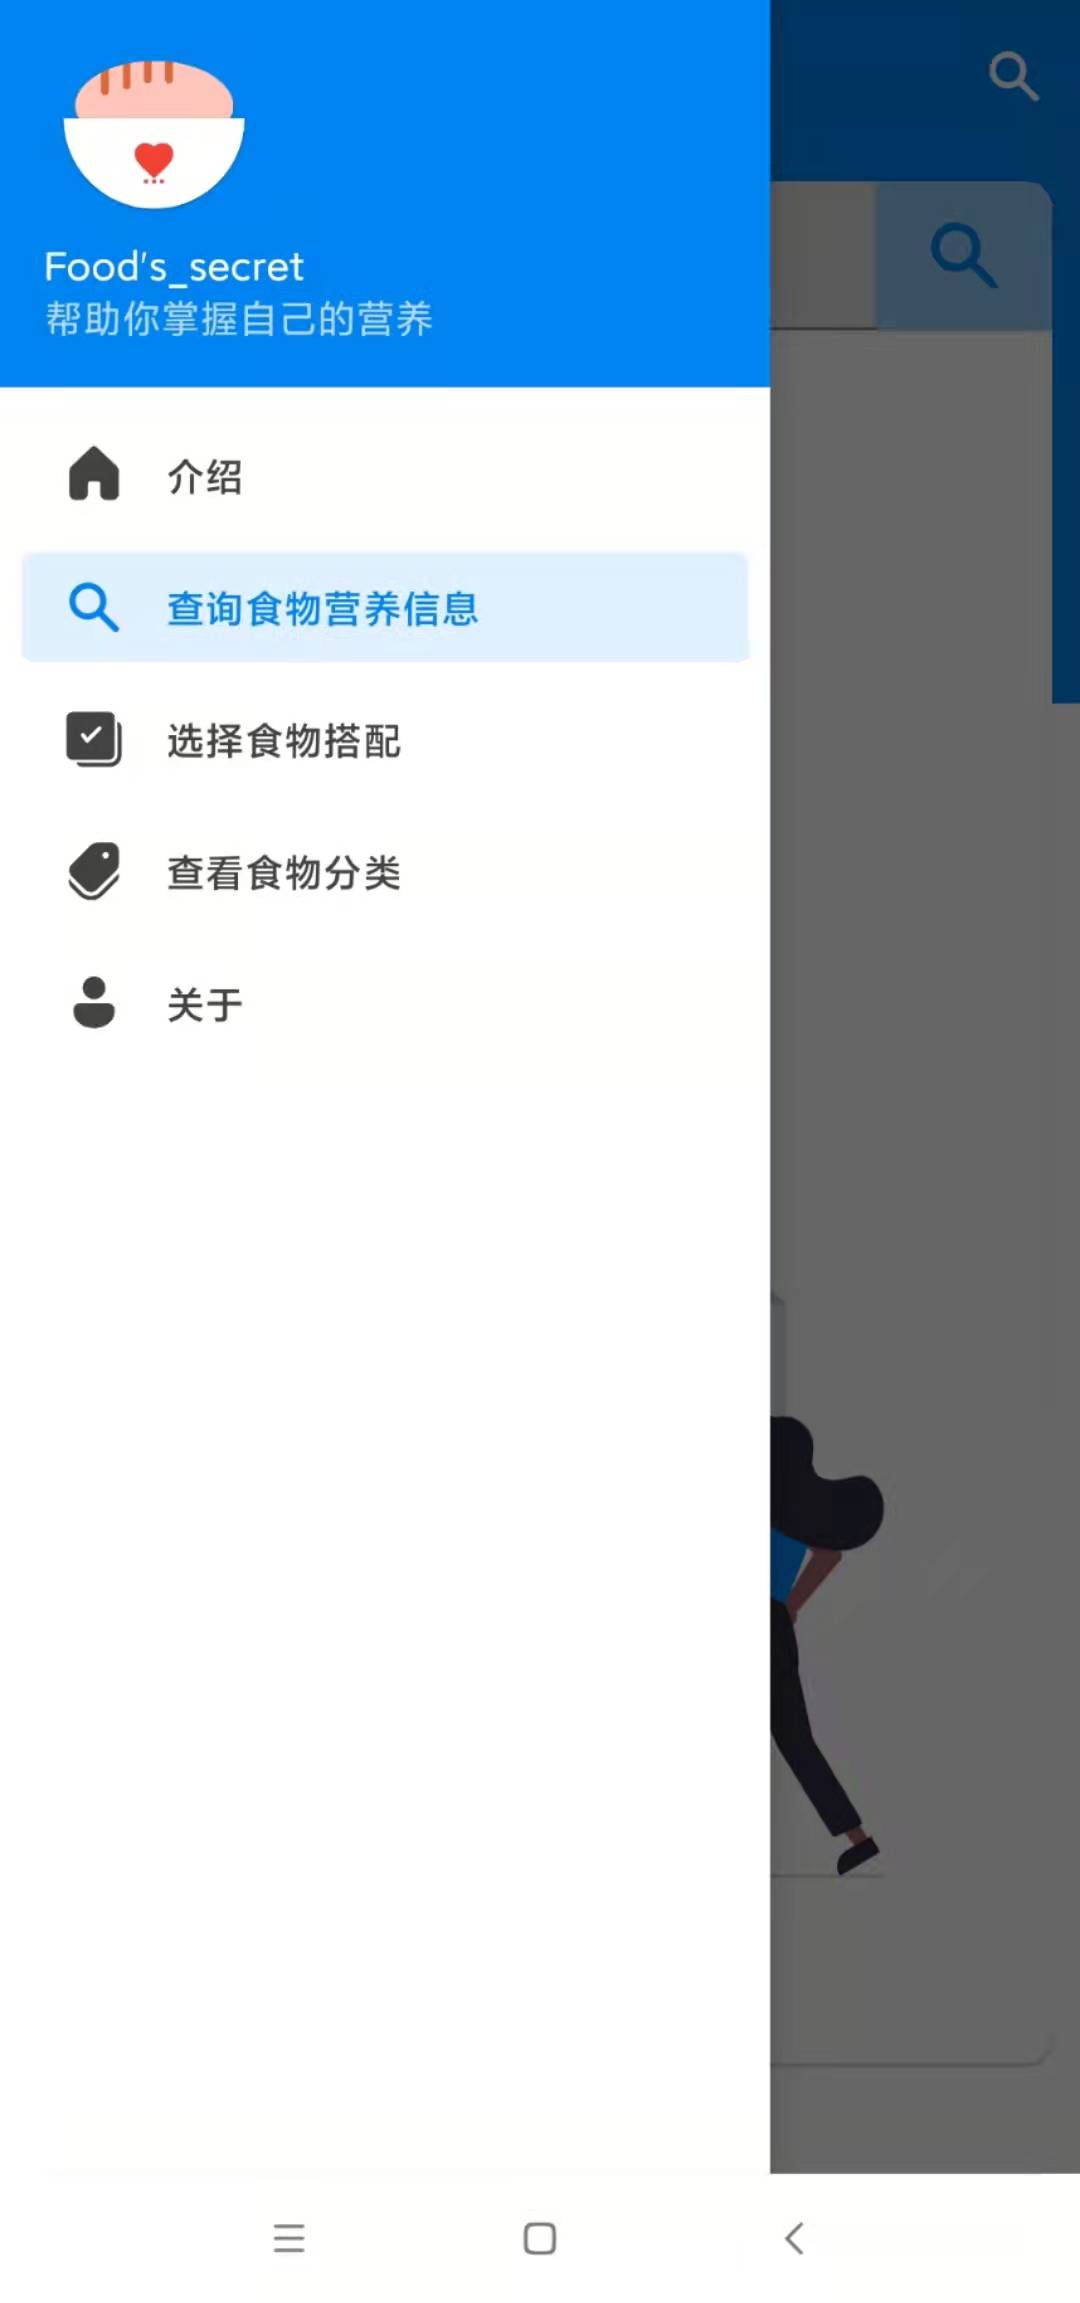 Food's_secret
帮助你掌握自己的营养
介绍
查询食物营养信息
选择食物搭配
查看食物分类
关于